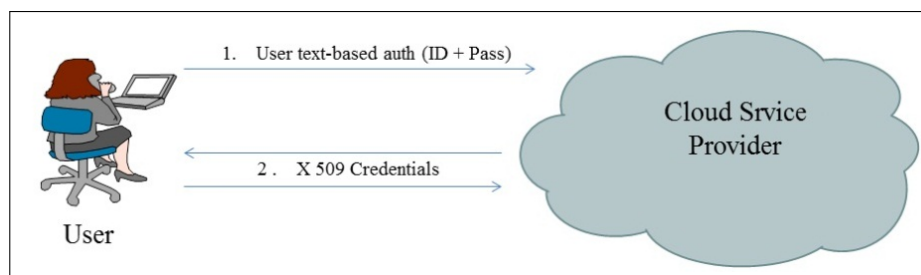 1. User text-based auth (ID + Pass)
Cloud Srvice
Provider
2 . X 509 Credentials
User